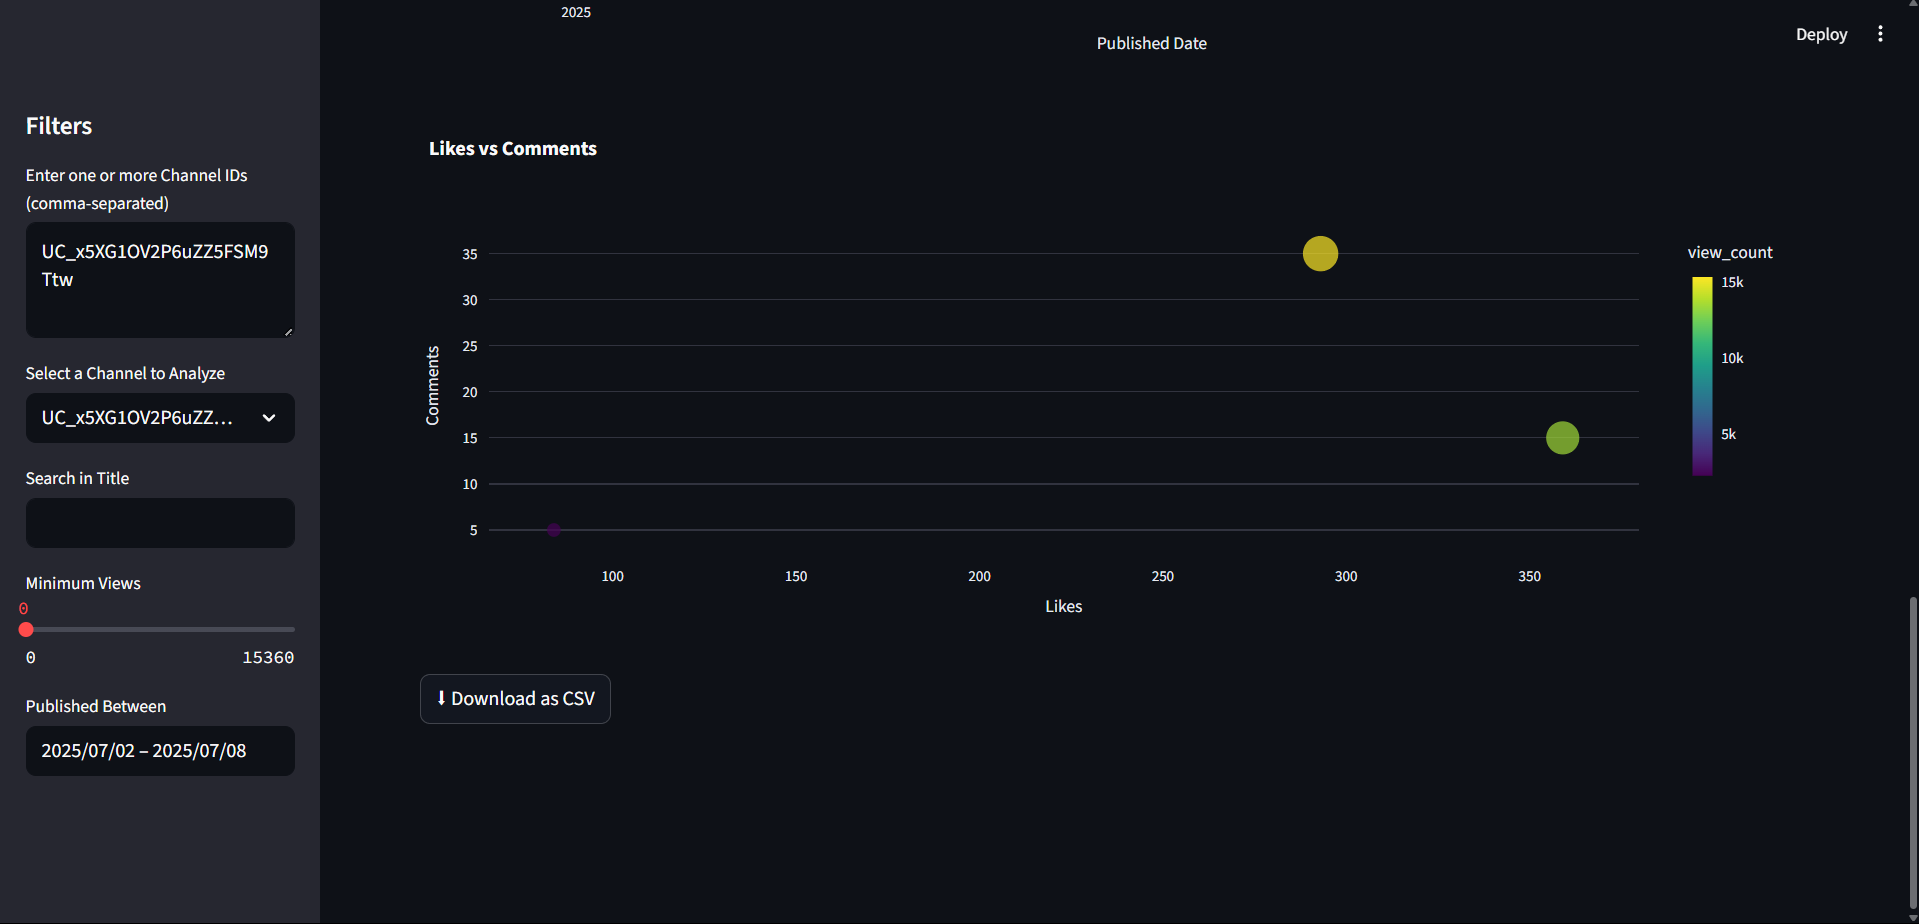 2025
Published Date
Deploy
Filters
Enter one or more Channel IDs
(comma-separated)
UC_x5XG1OV2P6uZZ5FSM9
Ttw
Select a Channel to Analyze
UC_x5XG1OV2P6uZZ...
Search in Title
Minimum Views
0
0 15360
Published Between
2025/07/02 – 2025/07/08
Likes vs Comments
35
30
25
20
15
10
5
Comments
100 150 200 250 300 350
Likes
view_count
15k
10k
5k
⬇ Download as CSV